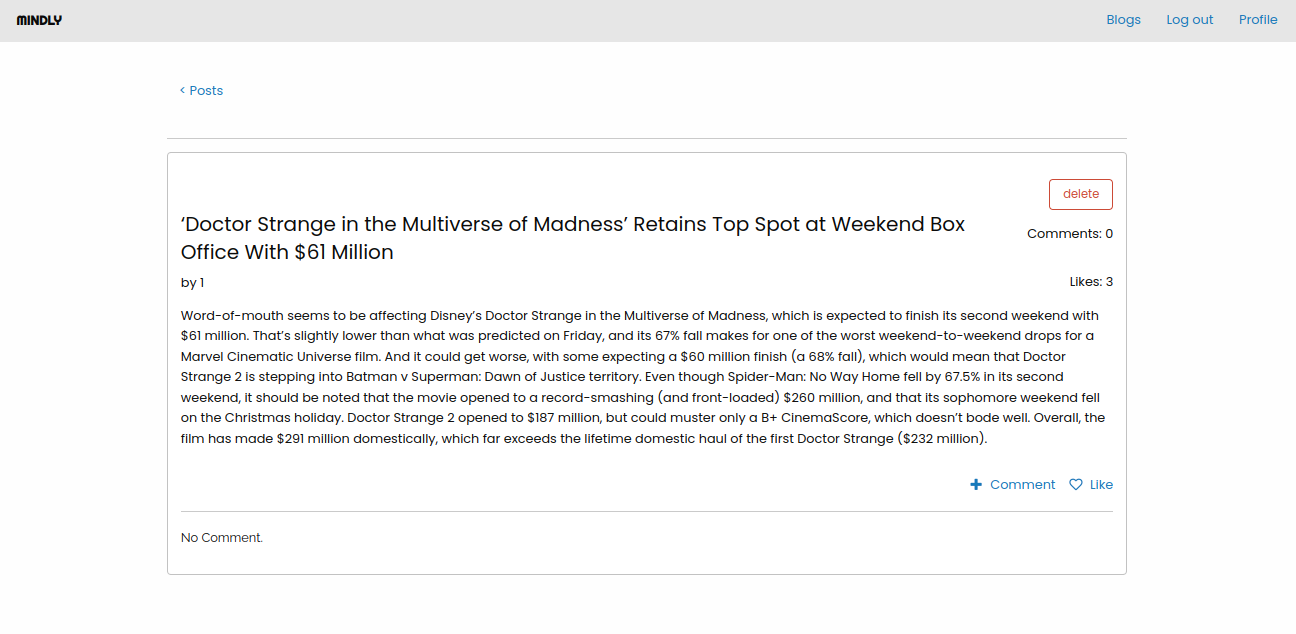 MINDLY
Blogs
Log out
Profile
< Posts
delete
‘Doctor Strange in the Multiverse of Madness’ Retains Top Spot at Weekend Box
Office With $61 Million
Comments: 0
by 1
Likes: 3
Word-of-mouth seems to be affecting Disney’s Doctor Strange in the Multiverse of Madness, which is expected to finish its second weekend with
$61 million. That’s slightly lower than what was predicted on Friday, and its 67% fall makes for one of the worst weekend-to-weekend drops for a
Marvel Cinematic Universe film. And it could get worse, with some expecting a $60 million finish (a 68% fall), which would mean that Doctor
Strange 2 is stepping into Batman v Superman: Dawn of Justice territory. Even though Spider-Man: No Way Home fell by 67.5% in its second
weekend, it should be noted that the movie opened to a record-smashing (and front-loaded) $260 million, and that its sophomore weekend fell
on the Christmas holiday. Doctor Strange 2 opened to $187 million, but could muster only a B+ CinemaScore, which doesn’t bode well. Overall, the
film has made $291 million domestically, which far exceeds the lifetime domestic haul of the first Doctor Strange ($232 million).
Comment
Like
No Comment.